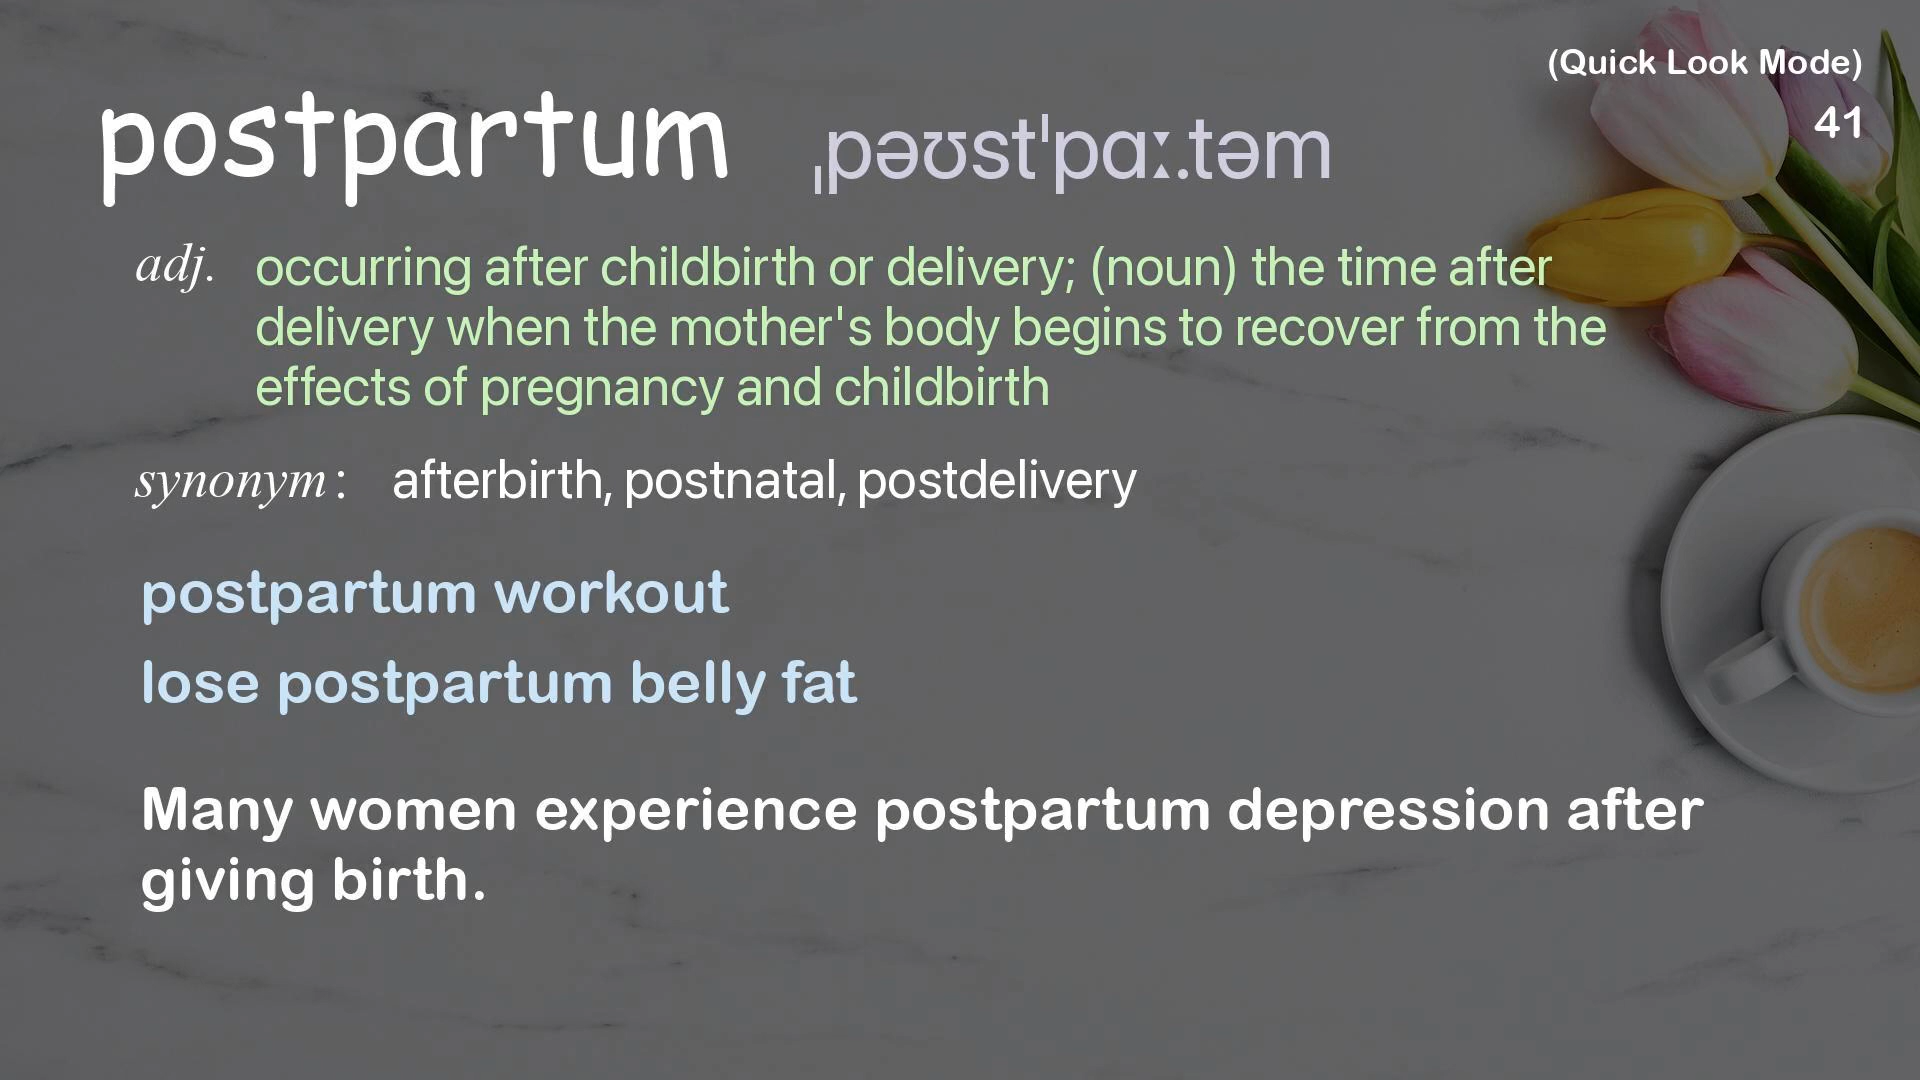 (Quick Look Mode)
41
postpartum ˌpəʊstˈpɑː.təm
adj. occurring after childbirth or delivery; (noun) the time after
delivery when the mother's body begins to recover from the
effects of pregnancy and childbirth
synonym: afterbirth, postnatal, postdelivery
postpartum workout
lose postpartum belly fat
Many women experience postpartum depression after
giving birth.